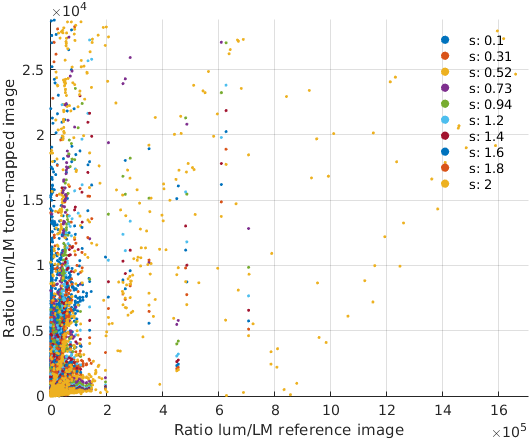 ×10⁴
2.5
2
1.5
1
0.5
0
0 2 4 6 8 10 12 14 16
×10⁵
Ratio lum/LM tone-mapped image
Ratio lum/LM reference image
s: 0.1
s: 0.31
s: 0.52
s: 0.73
s: 0.94
s: 1.2
s: 1.4
s: 1.6
s: 1.8
s: 2